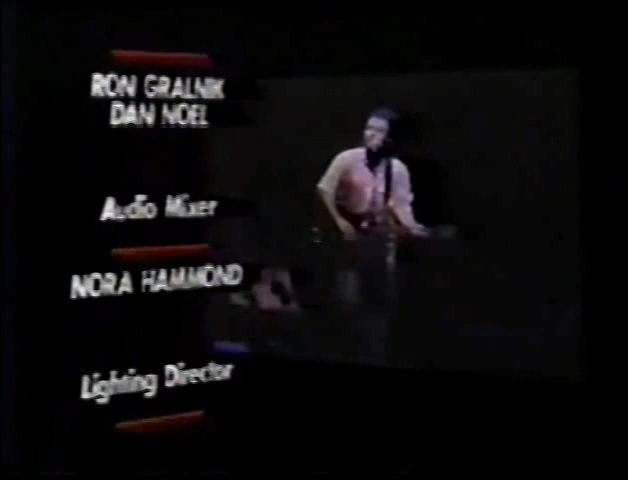 RON GRALNIK
DAN NOEL
Audio Mixer
NORA HAMMOND
Lighting Director